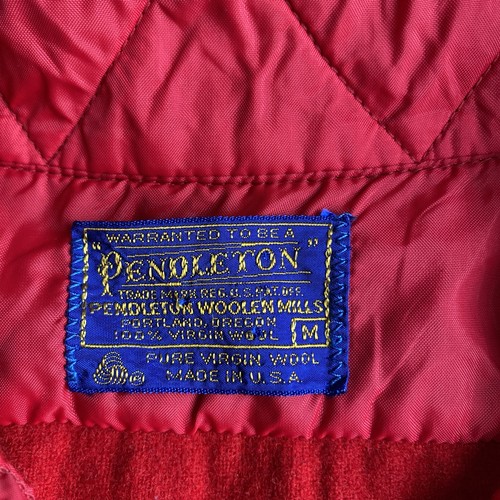 WARRANTED TO BE A
"PENDLETON"
TRADE MARK REG. U.S. PAT. OFF.
PENDLETON WOOLEN MILLS
PORTLAND, OREGON
100% VIRGIN WOOL
M
PURE VIRGIN WOOL
MADE IN U.S.A.